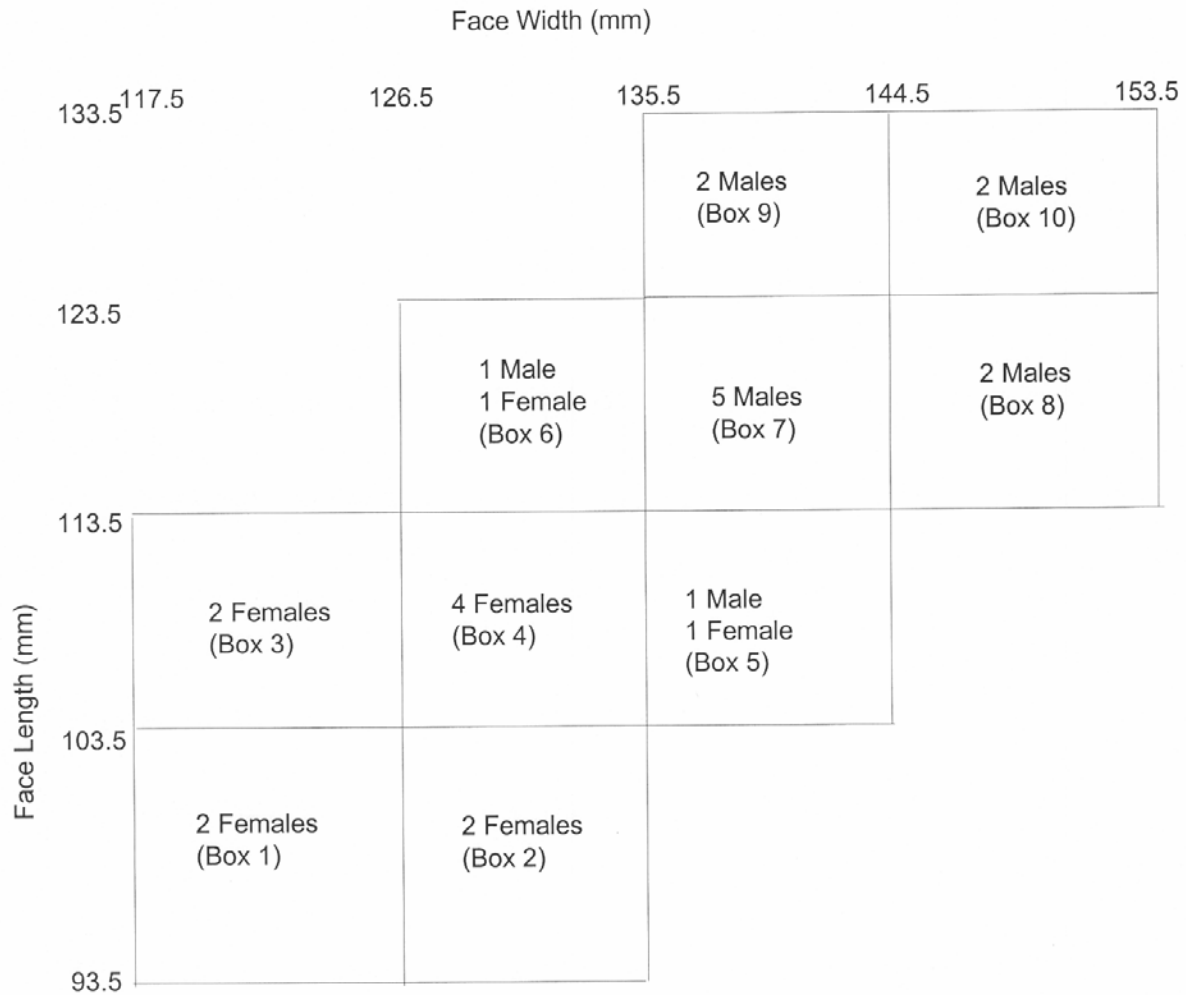 Face Width (mm)
117.5 126.5 135.5 144.5 153.5
133.5
2 Males
(Box 9)
2 Males
(Box 10)
123.5
1 Male
1 Female
(Box 6)
5 Males
(Box 7)
2 Males
(Box 8)
113.5
Face Length (mm)
2 Females
(Box 3)
4 Females
(Box 4)
1 Male
1 Female
(Box 5)
103.5
2 Females
(Box 1)
2 Females
(Box 2)
93.5